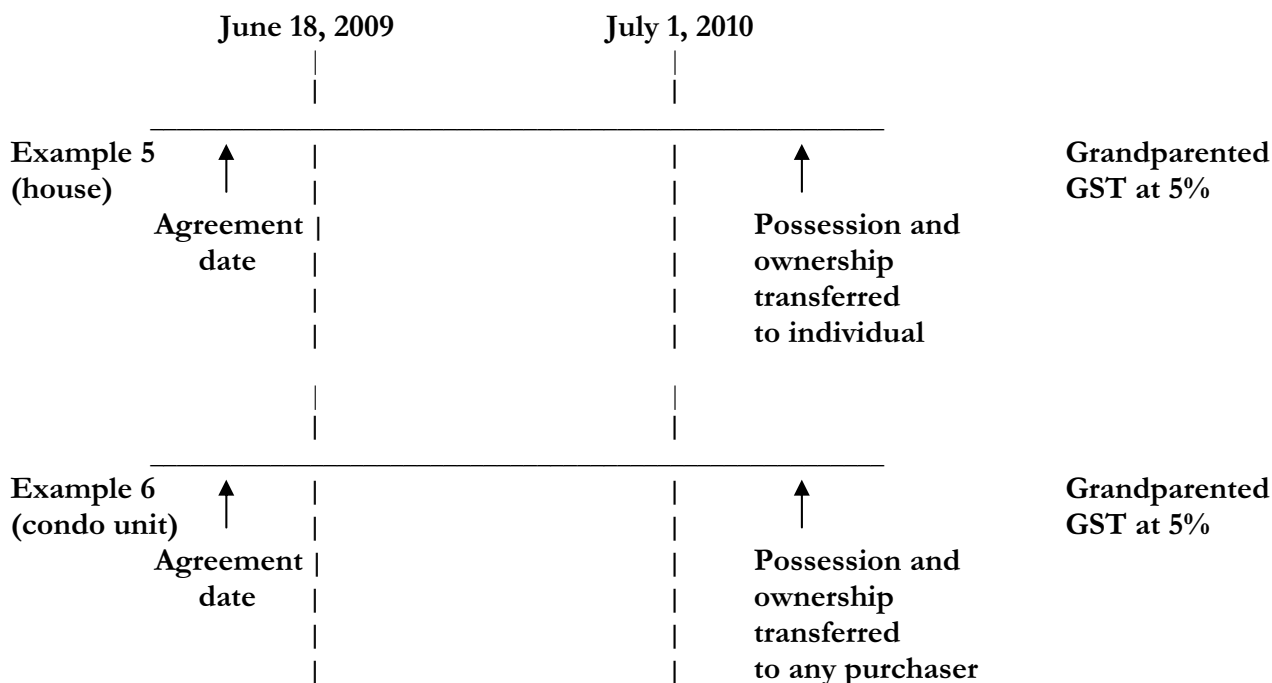 June 18, 2009 July 1, 2010
Example 5 Grandparented
(house) GST at 5%
Agreement Possession and
date ownership
transferred
to individual
Example 6 Grandparented
(condo unit) GST at 5%
Agreement Possession and
date ownership
transferred
to any purchaser